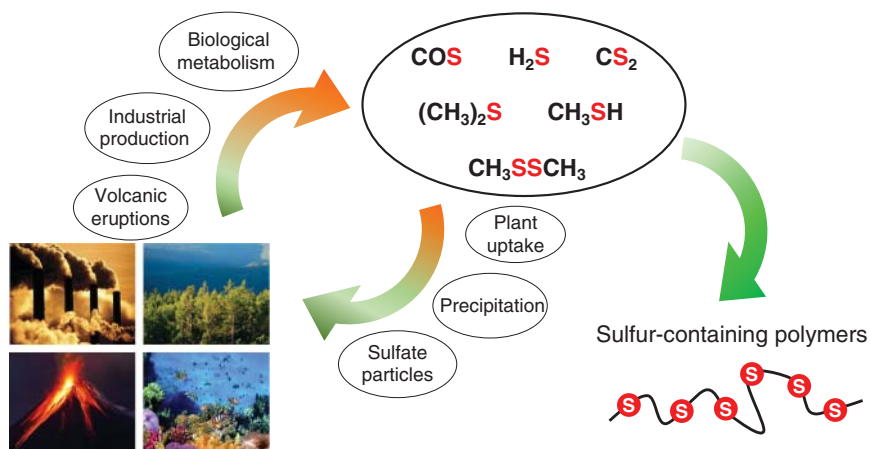 Biological
metabolism
Industrial
production
Volcanic
eruptions
COS H₂S CS₂
(CH₃)₂S CH₃SH
CH₃SSCH₃
Plant
uptake
Precipitation
Sulfate
particles
Sulfur-containing polymers
S S S S S S